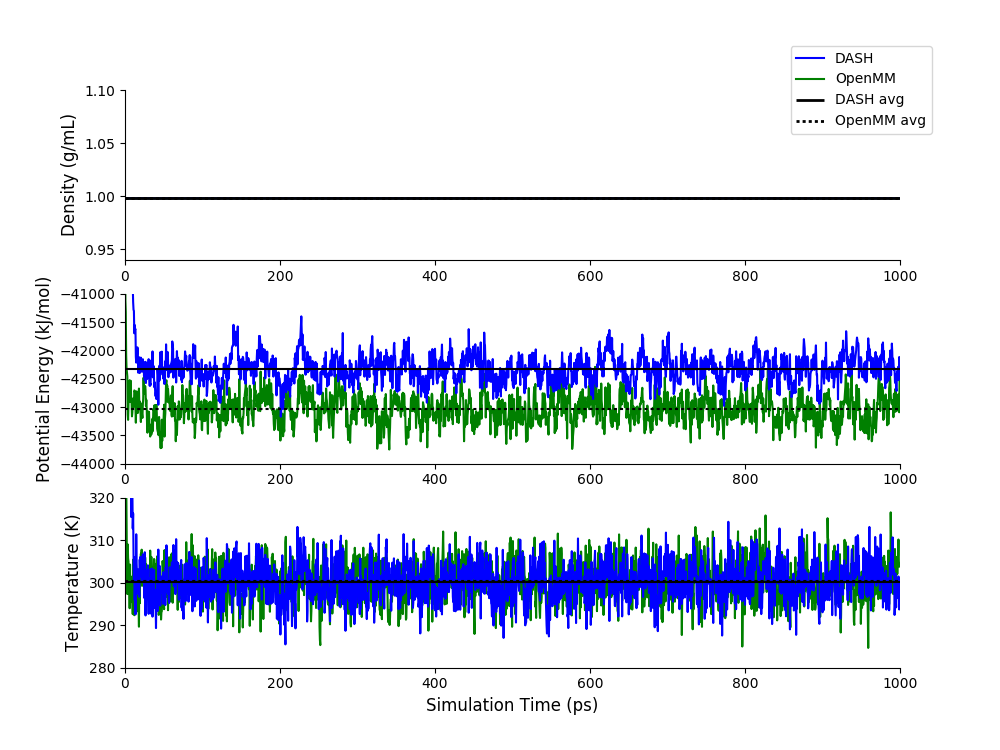 DASH
OpenMM
DASH avg
OpenMM avg
Density (g/mL)
1.10
1.05
1.00
0.95
0 200 400 600 800 1000
Potential Energy (kJ/mol)
−41000
−41500
−42000
−42500
−43000
−43500
−44000
0 200 400 600 800 1000
Temperature (K)
320
310
300
290
280
0 200 400 600 800 1000
Simulation Time (ps)